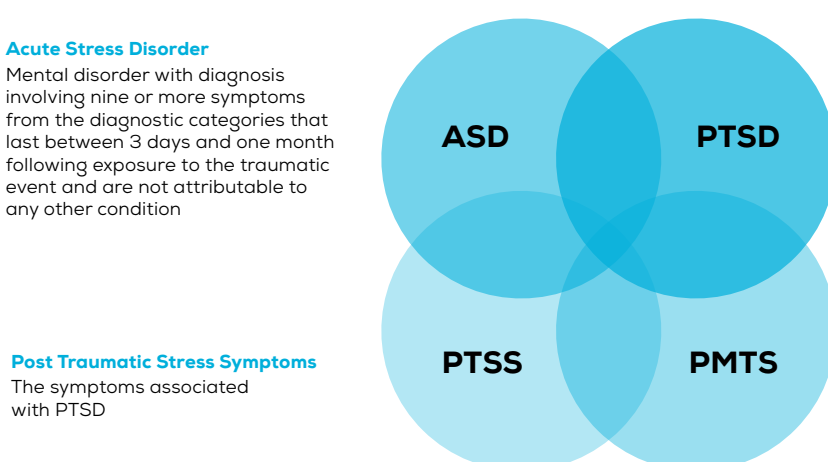 Acute Stress Disorder
Mental disorder with diagnosis
involving nine or more symptoms
from the diagnostic categories that
last between 3 days and one month
following exposure to the traumatic
event and are not attributable to
any other condition
ASD
PTSD
Post Traumatic Stress Symptoms
The symptoms associated
with PTSD
PTSS
PMTS